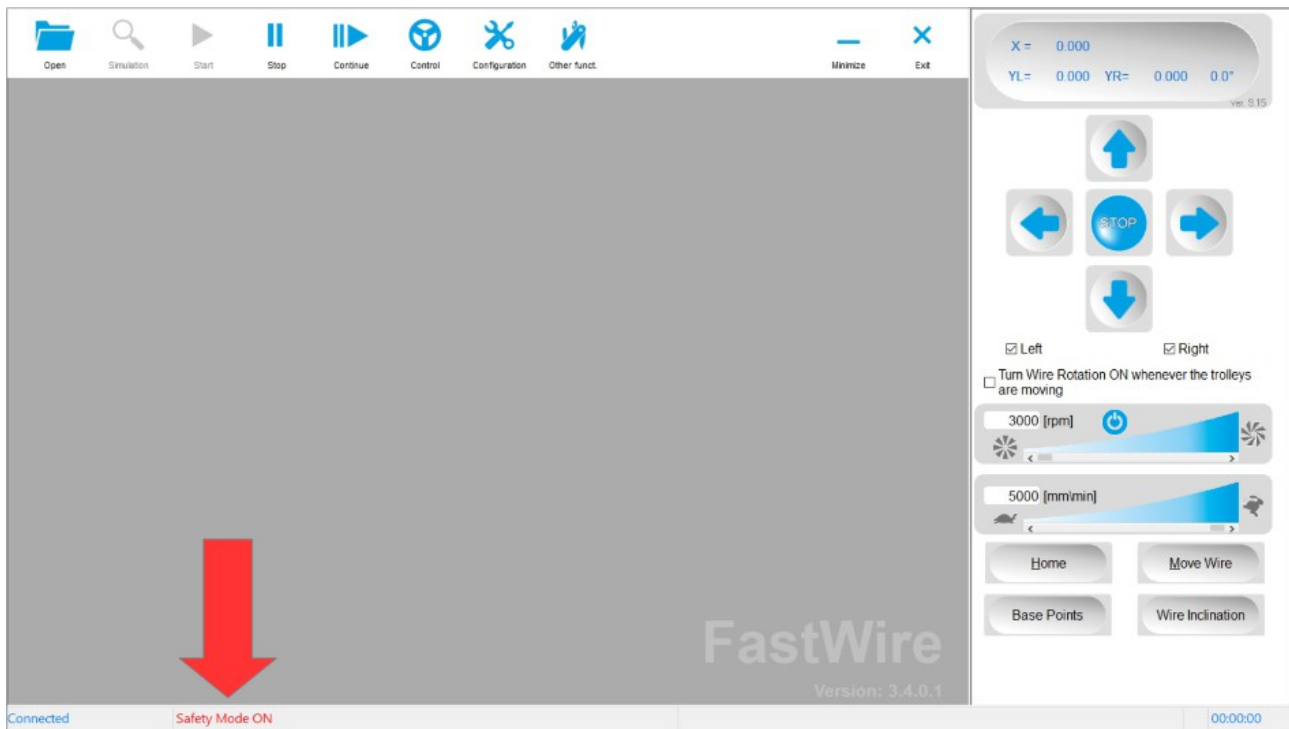 Open
Simulation
Start
Stop
Continue
Control
Configuration
Other funct.
Minimize
Exit
X = 0.000
YL= 0.000 YR= 0.000 0.0°
ver. 9.15
STOP
Left
Right
Turn Wire Rotation ON whenever the trolleys
are moving
3000 [rpm]
5000 [mm\min]
Home
Move Wire
Base Points
Wire Inclination
FastWire
Version: 3.4.0.1
Connected
Safety Mode ON
00:00:00